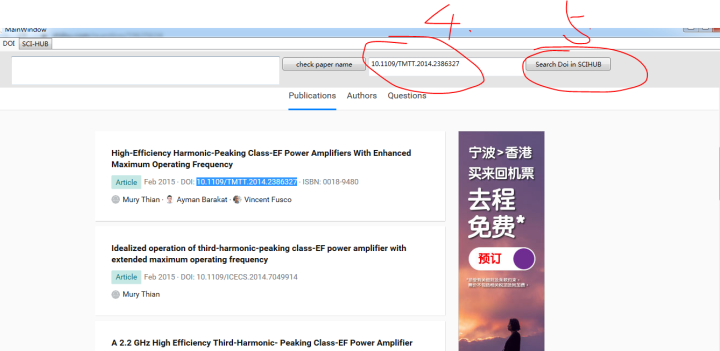 4.
5
MainWindow
DOI SCI-HUB
check paper name 10.1109/TMTT.2014.2386327 Search Doi in SCIHUB
Publications Authors Questions
High-Efficiency Harmonic-Peaking Class-EF Power Amplifiers With Enhanced
Maximum Operating Frequency
Article Feb 2015 · DOI: 10.1109/TMTT.2014.2386327 · ISBN: 0018-9480
Mury Thian · Ayman Barakat · Vincent Fusco
Idealized operation of third-harmonic-peaking class-EF power amplifier with
extended maximum operating frequency
Article Feb 2015 · DOI: 10.1109/ICECS.2014.7049914
Mury Thian
A 2.2 GHz High Efficiency Third-Harmonic- Peaking Class-EF Power Amplifier
宁波>香港
买来回机票
去程
免费*
预订